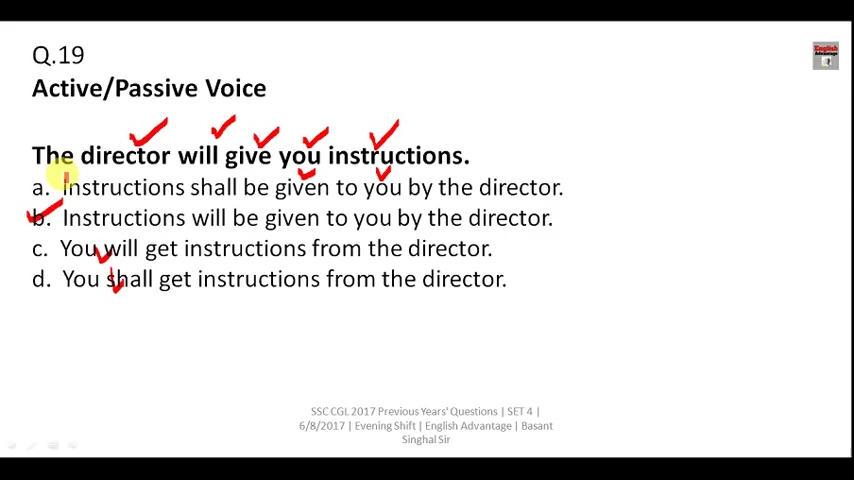 Q.19
English
Advantage
Active/Passive Voice
The director will give you instructions.
a. Instructions shall be given to you by the director.
b. Instructions will be given to you by the director.
c. You will get instructions from the director.
d. You shall get instructions from the director.
SSC CGL 2017 Previous Years' Questions | SET 4 |
6/8/2017 | Evening Shift | English Advantage | Basant
Singhal Sir